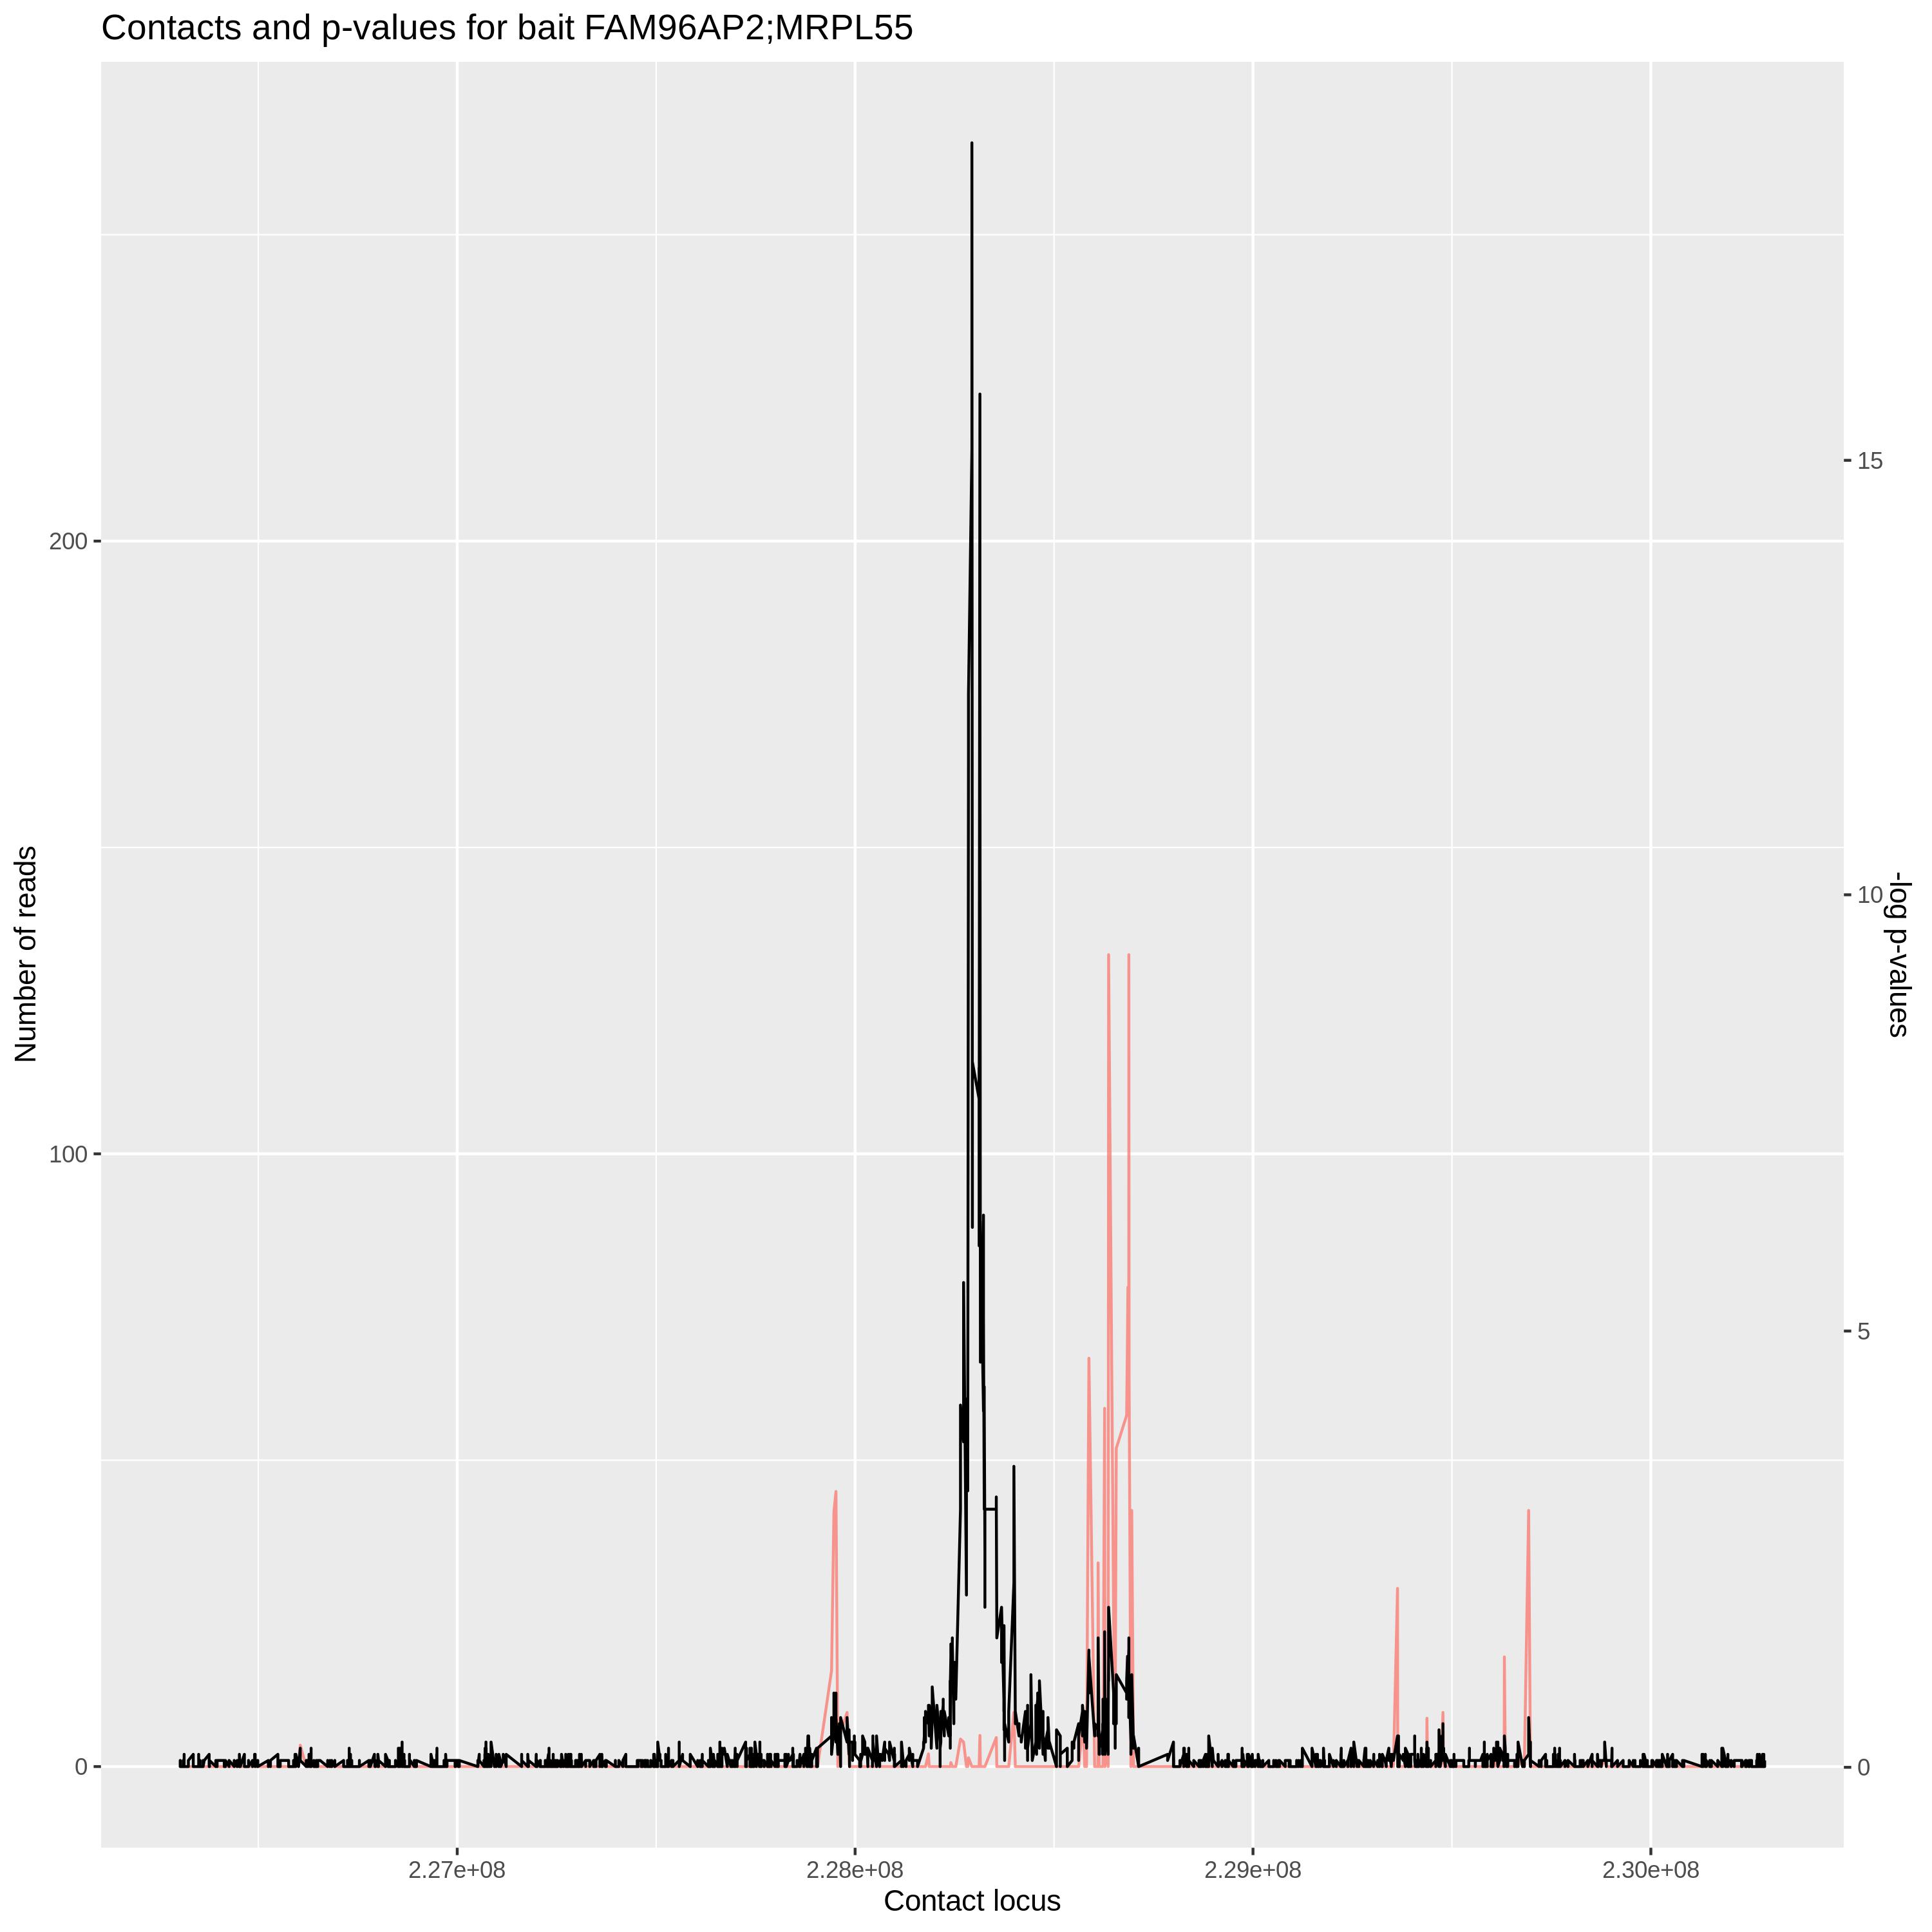 Contacts and p-values for bait FAM96AP2;MRPL55
Number of reads
200
100
0
15
10
5
0
-log p-values
2.27e+08
2.28e+08
2.29e+08
2.30e+08
Contact locus